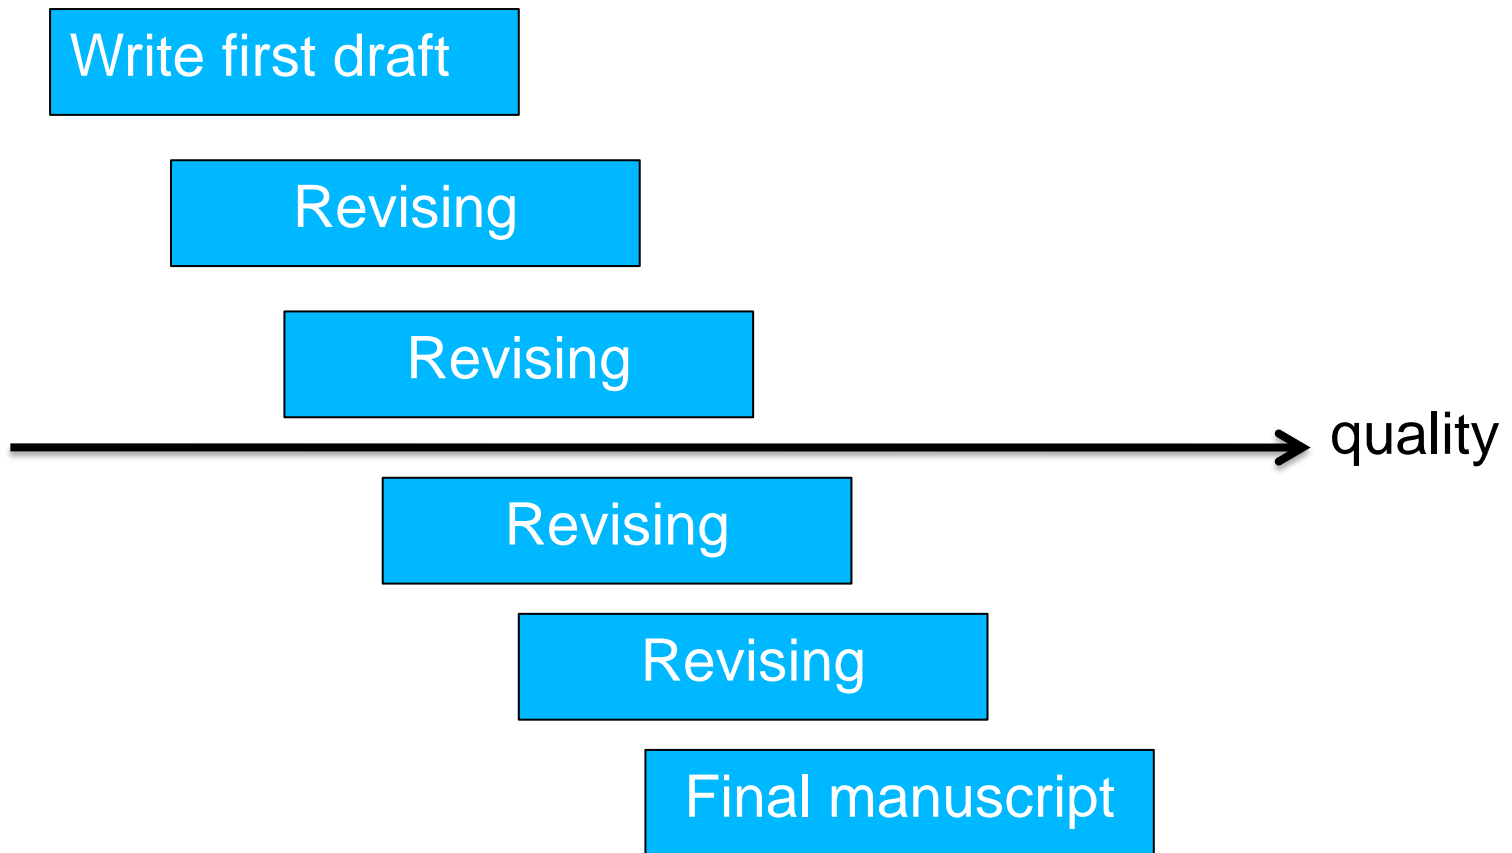 Write first draft
Revising
Revising
quality
Revising
Revising
Final manuscript